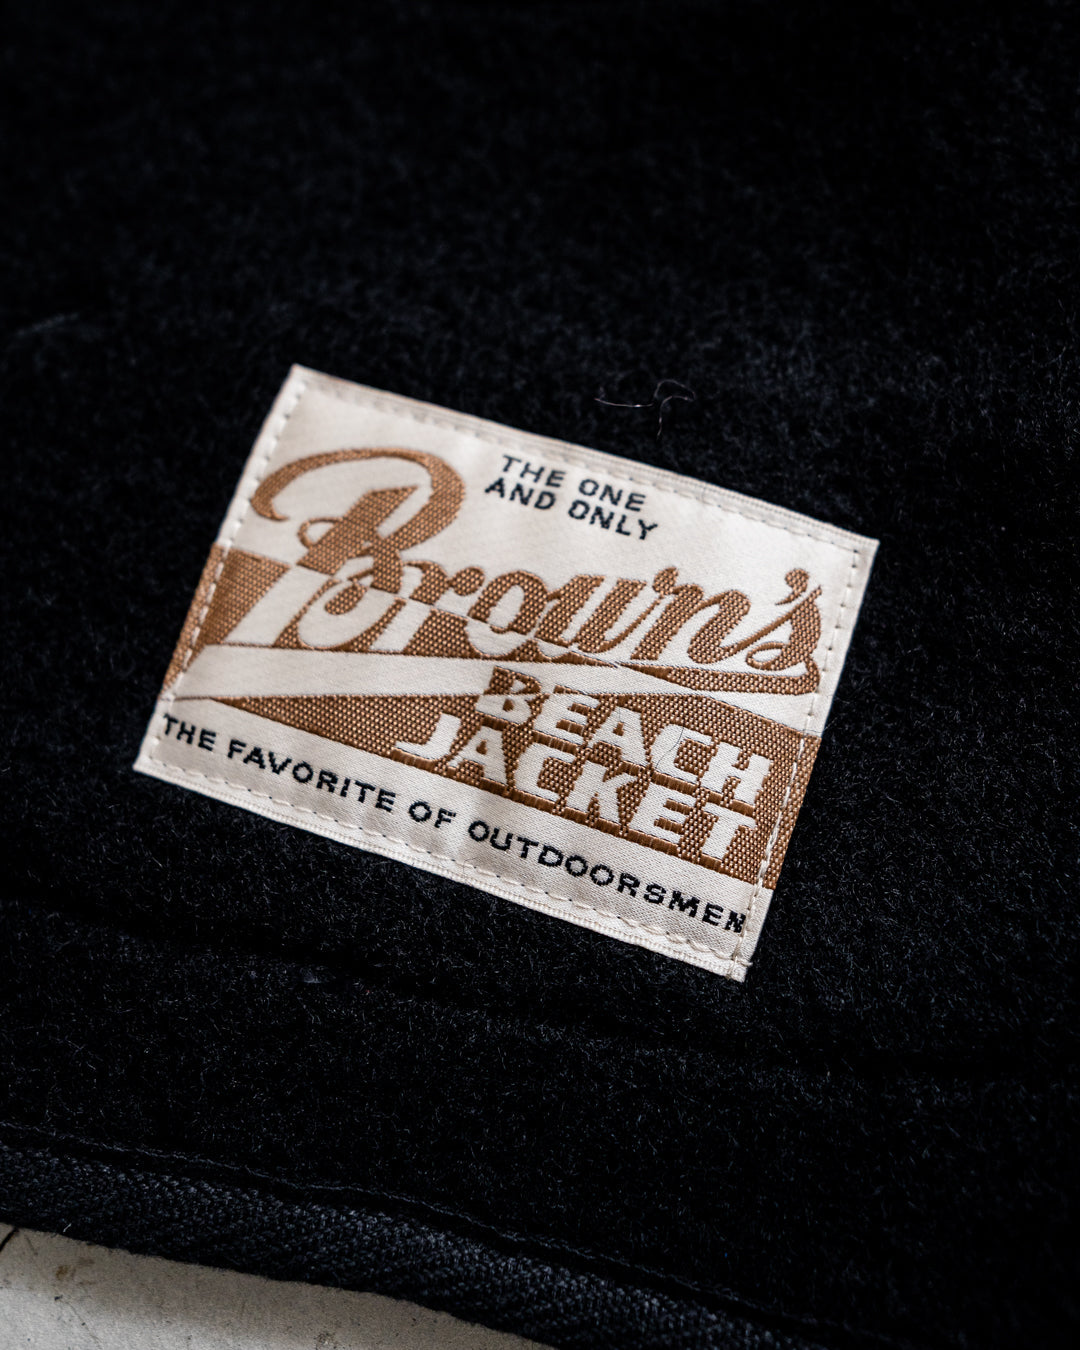 THE ONE
AND ONLY
Brown's
BEACH
JACKET
THE FAVORITE OF OUTDOORSMEN